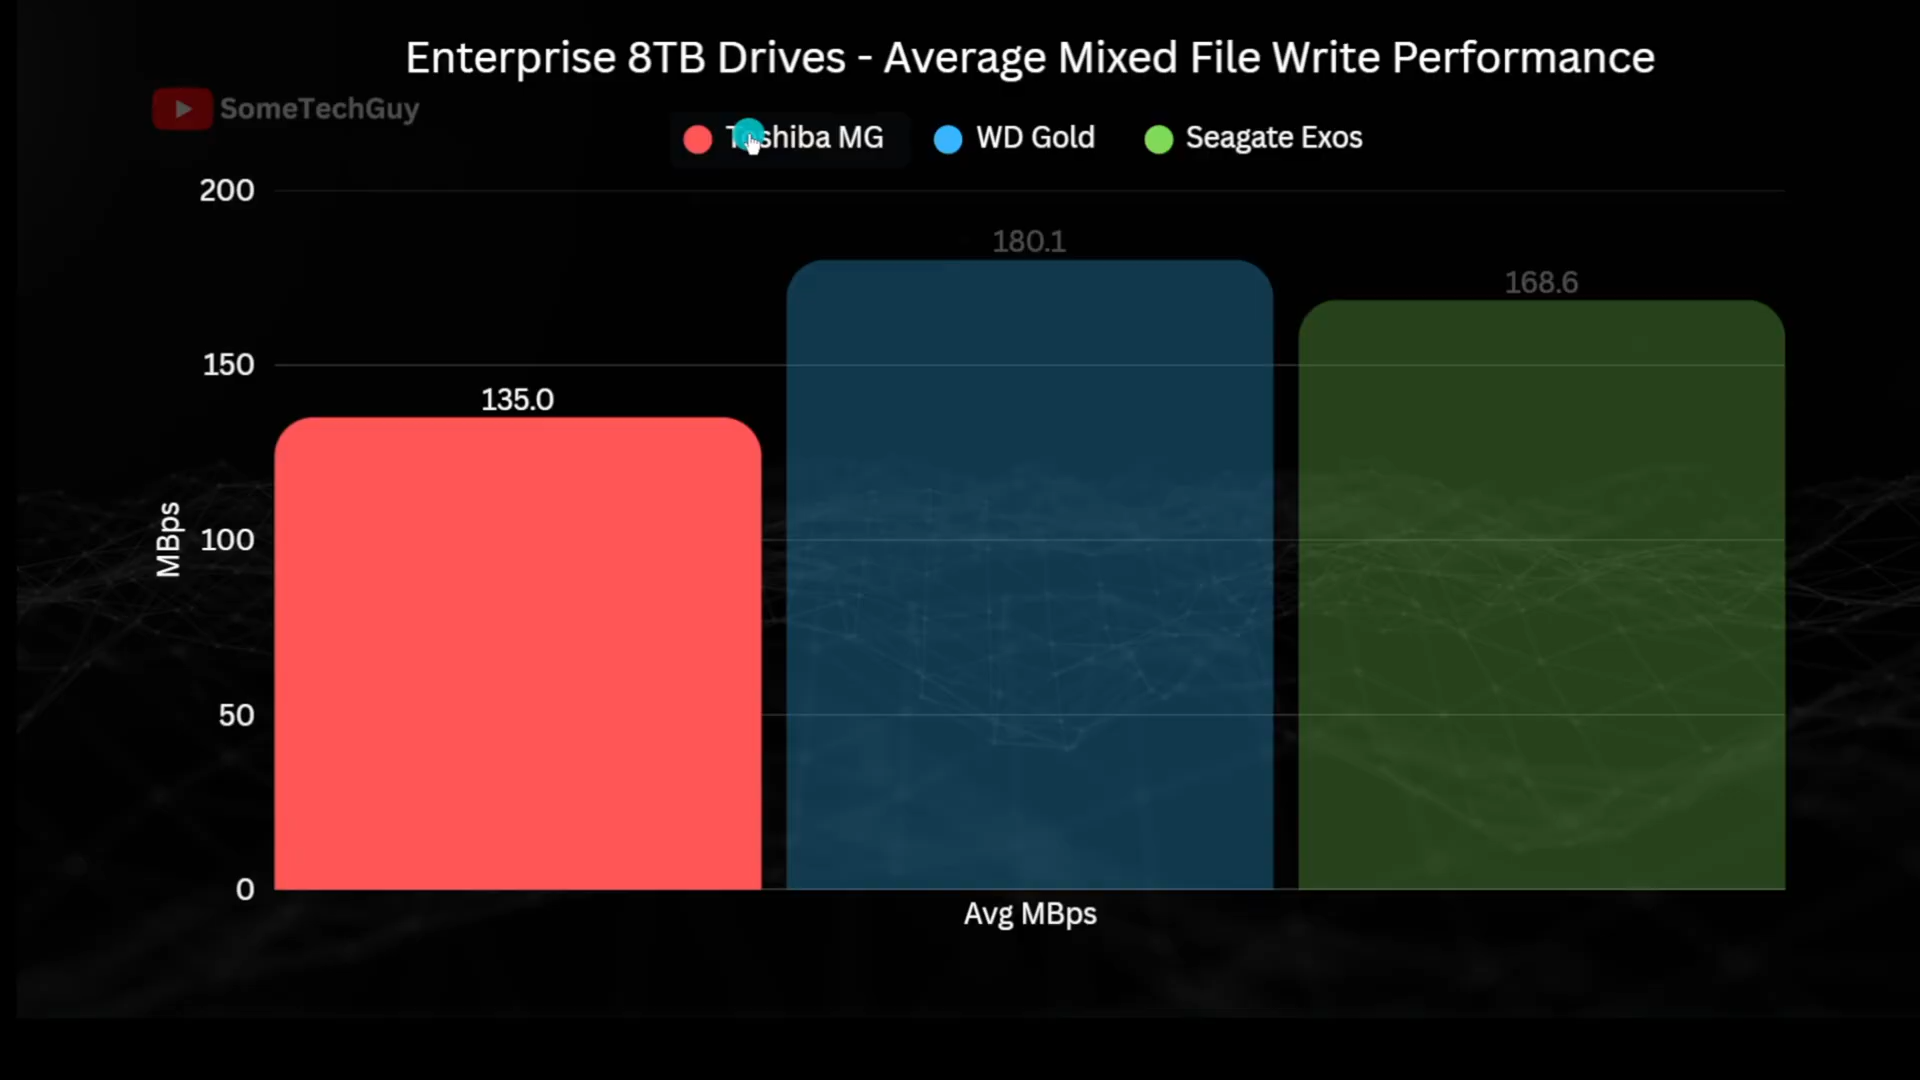 Enterprise 8TB Drives - Average Mixed File Write Performance
SomeTechGuy
Toshiba MG
WD Gold
Seagate Exos
200
180.1
168.6
150
135.0
MBps
100
50
0
Avg MBps